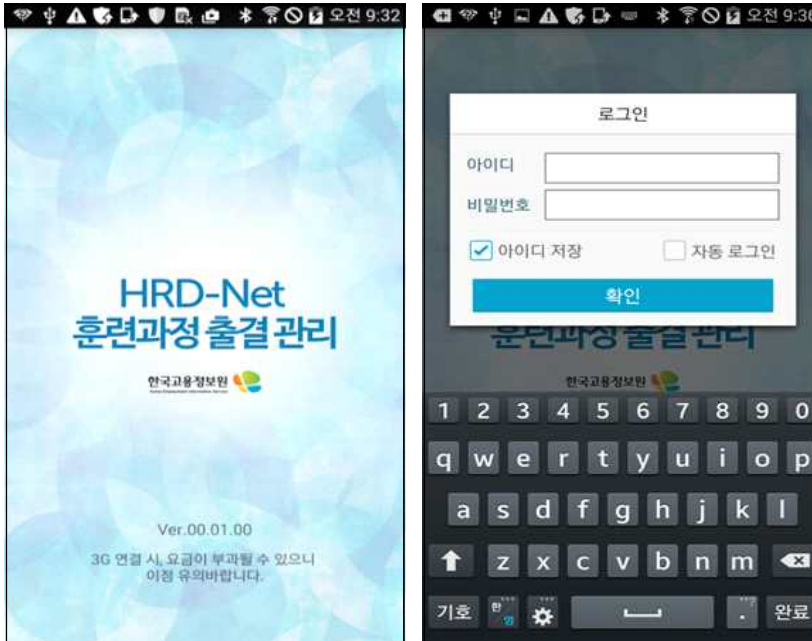 오전 9:32
HRD-Net
훈련과정 출결 관리
한국고용정보원
Ver.00.01.00
3G 연결 시, 요금이 부과될 수 있으니
이점 유의바랍니다.
오전 9:36
로그인
아이디
비밀번호
아이디 저장
자동 로그인
확인
훈련과정 출결 관리
한국고용정보원
1 2 3 4 5 6 7 8 9 0
q w e r t y u i o p
a s d f g h j k l
z x c v b n m
기호 한/영 . 완료